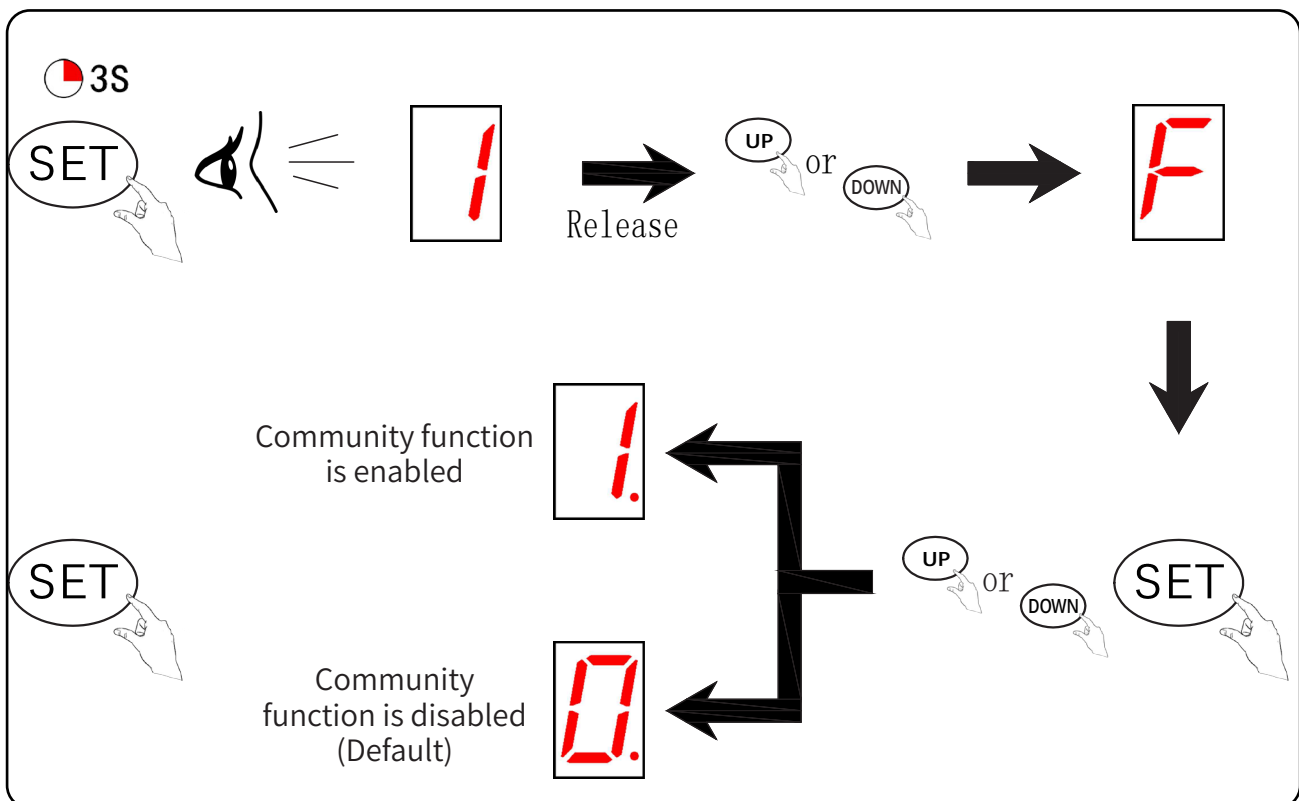 3S
SET
1
Release
UP
or
DOWN
F
Community function
is enabled
1.
SET
UP
or
DOWN
SET
Community
function is disabled
(Default)
0.